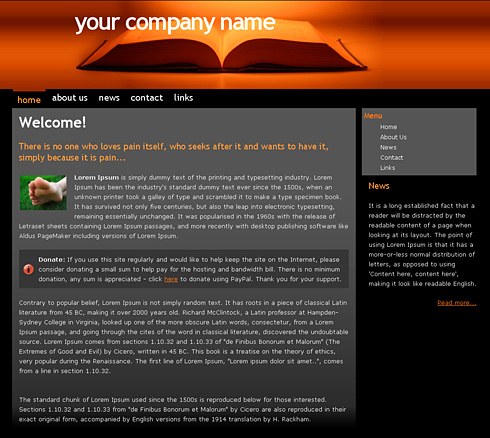 your company name
home about us news contact links
Welcome!
There is no one who loves pain itself, who seeks after it and wants to have it,
simply because it is pain...
Lorem Ipsum is simply dummy text of the printing and typesetting industry. Lorem
Ipsum has been the industry's standard dummy text ever since the 1500s, when an
unknown printer took a galley of type and scrambled it to make a type specimen book.
It has survived not only five centuries, but also the leap into electronic typesetting,
remaining essentially unchanged. It was popularised in the 1960s with the release of
Letraset sheets containing Lorem Ipsum passages, and more recently with desktop publishing software like
Aldus PageMaker including versions of Lorem Ipsum.
Donate: If you use this site regularly and would like to help keep the site on the Internet, please
consider donating a small sum to help pay for the hosting and bandwidth bill. There is no minimum
donation, any sum is appreciated - click here to donate using PayPal. Thank you for your support.
Contrary to popular belief, Lorem Ipsum is not simply random text. It has roots in a piece of classical Latin
literature from 45 BC, making it over 2000 years old. Richard McClintock, a Latin professor at Hampden-
Sydney College in Virginia, looked up one of the more obscure Latin words, consectetur, from a Lorem
Ipsum passage, and going through the cites of the word in classical literature, discovered the undoubtable
source. Lorem Ipsum comes from sections 1.10.32 and 1.10.33 of "de Finibus Bonorum et Malorum" (The
Extremes of Good and Evil) by Cicero, written in 45 BC. This book is a treatise on the theory of ethics,
very popular during the Renaissance. The first line of Lorem Ipsum, "Lorem ipsum dolor sit amet..", comes
from a line in section 1.10.32.
The standard chunk of Lorem Ipsum used since the 1500s is reproduced below for those interested.
Sections 1.10.32 and 1.10.33 from "de Finibus Bonorum et Malorum" by Cicero are also reproduced in their
exact original form, accompanied by English versions from the 1914 translation by H. Rackham.
Menu
Home
About Us
News
Contact
Links
News
It is a long established fact that a
reader will be distracted by the
readable content of a page when
looking at its layout. The point of
using Lorem Ipsum is that it has a
more-or-less normal distribution of
letters, as opposed to using
'Content here, content here',
making it look like readable English.
Read more...